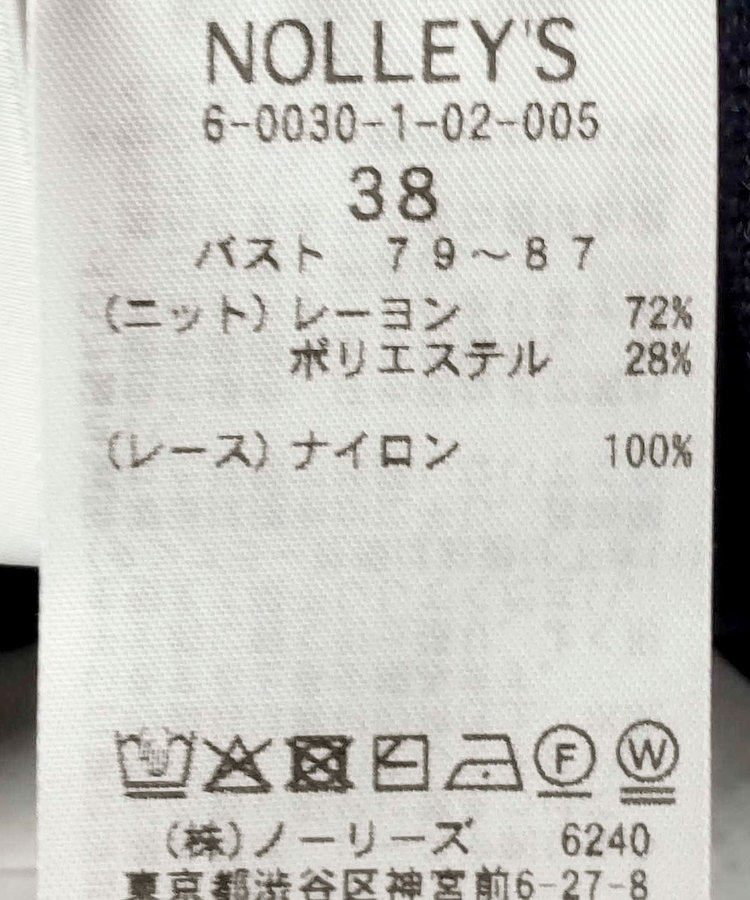 NOLLEY'S
6-0030-1-02-005
38
バスト 79~87
(ニット) レーヨン 72%
ポリエステル 28%
(レース) ナイロン 100%
F W
(株)ノーリーズ 6240
東京都渋谷区神宮前6-27-8